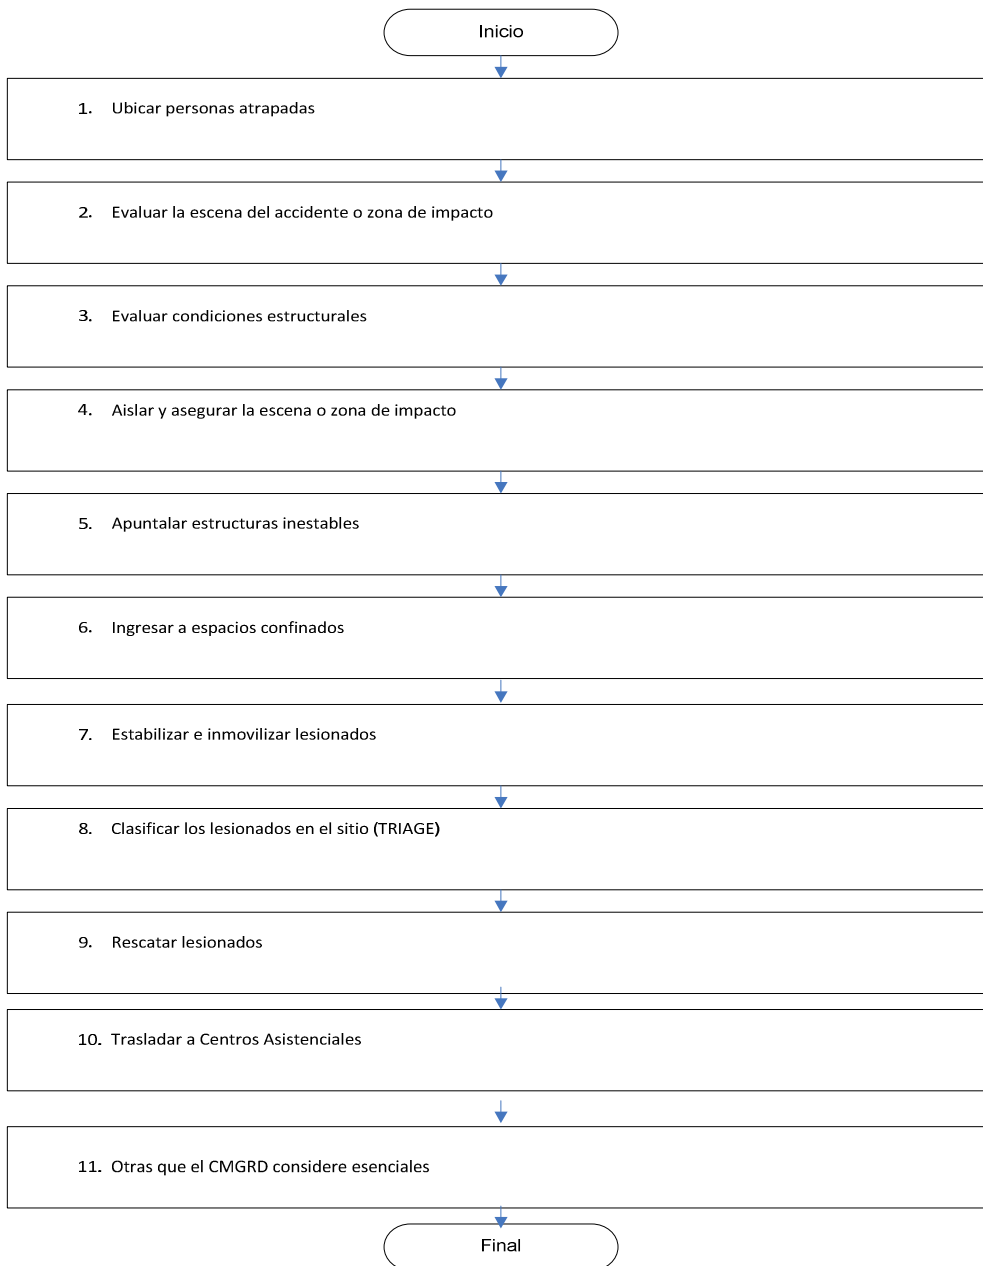 Inicio
1. Ubicar personas atrapadas
2. Evaluar la escena del accidente o zona de impacto
3. Evaluar condiciones estructurales
4. Aislar y asegurar la escena o zona de impacto
5. Apuntalar estructuras inestables
6. Ingresar a espacios confinados
7. Estabilizar e inmovilizar lesionados
8. Clasificar los lesionados en el sitio (TRIAGE)
9. Rescatar lesionados
10. Trasladar a Centros Asistenciales
11. Otras que el CMGRD considere esenciales
Final